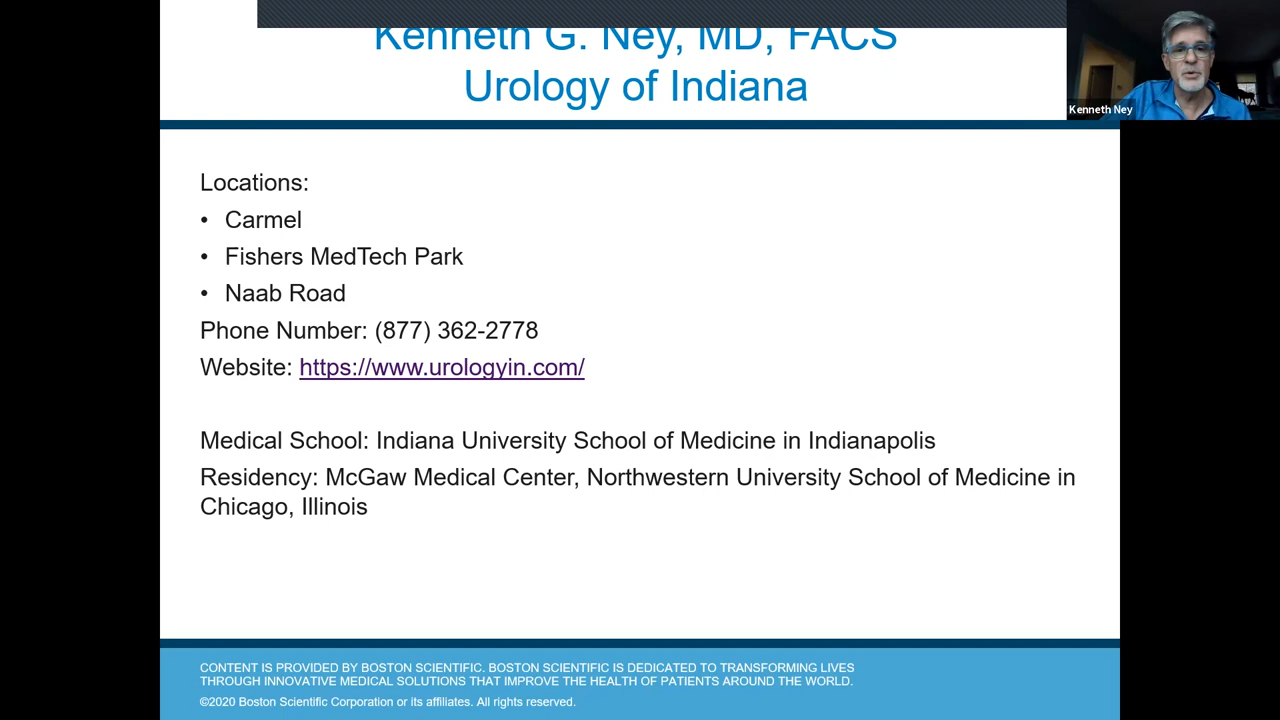 Kenneth G. Ney, MD, FACS
Urology of Indiana
Kenneth Ney
Locations:
• Carmel
• Fishers MedTech Park
• Naab Road
Phone Number: (877) 362-2778
Website: https://www.urologyin.com/
Medical School: Indiana University School of Medicine in Indianapolis
Residency: McGaw Medical Center, Northwestern University School of Medicine in
Chicago, Illinois
CONTENT IS PROVIDED BY BOSTON SCIENTIFIC. BOSTON SCIENTIFIC IS DEDICATED TO TRANSFORMING LIVES
THROUGH INNOVATIVE MEDICAL SOLUTIONS THAT IMPROVE THE HEALTH OF PATIENTS AROUND THE WORLD.
©2020 Boston Scientific Corporation or its affiliates. All rights reserved.